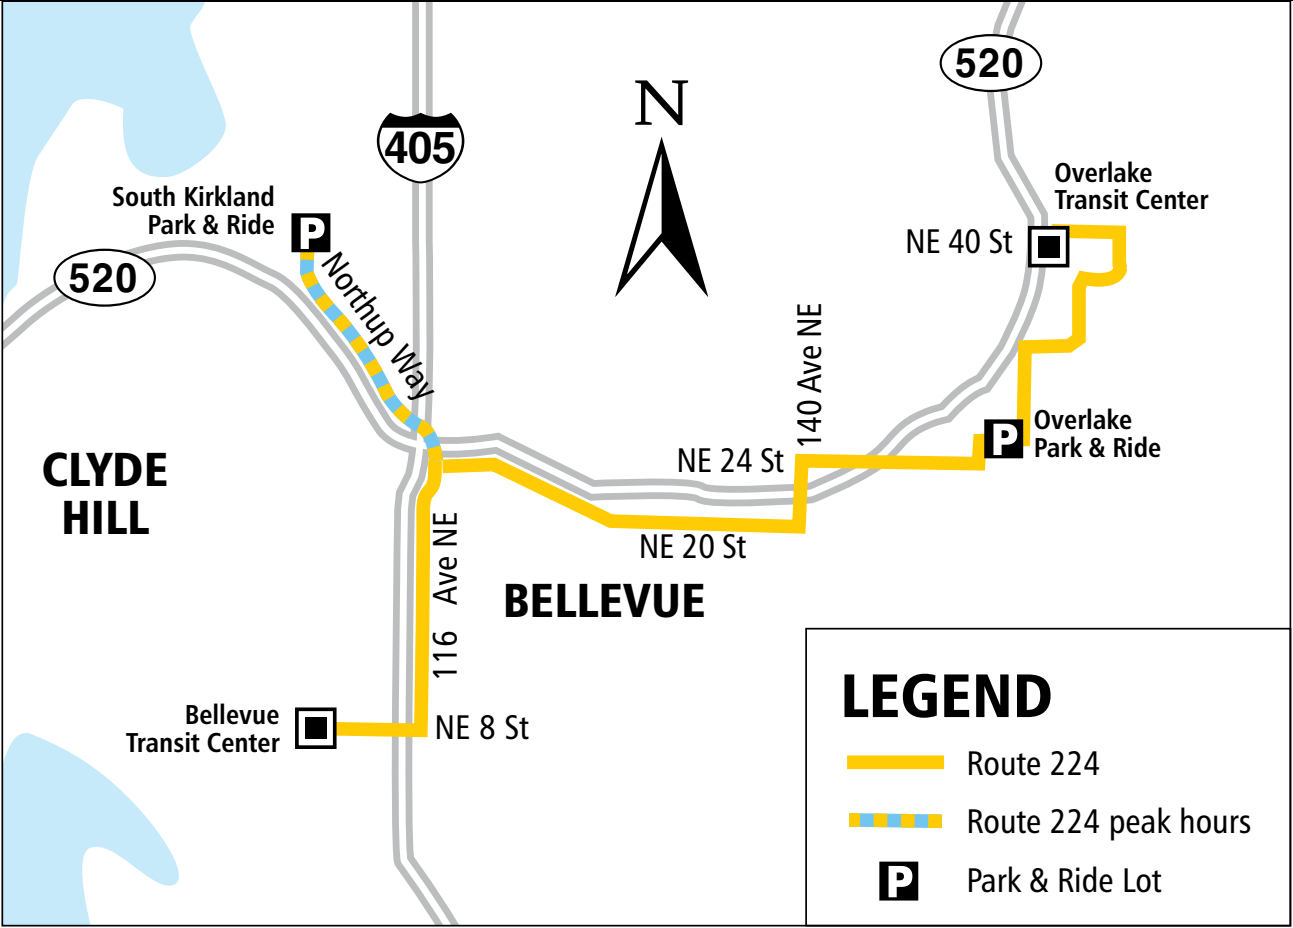 520
N
405
Overlake
Transit Center
South Kirkland
Park & Ride
P
NE 40 St
520
Northup Way
140 Ave NE
Overlake
Park & Ride
P
NE 24 St
CLYDE
HILL
NE 20 St
116 Ave NE
BELLEVUE
Bellevue
Transit Center
NE 8 St
LEGEND
Route 224
Route 224 peak hours
P Park & Ride Lot